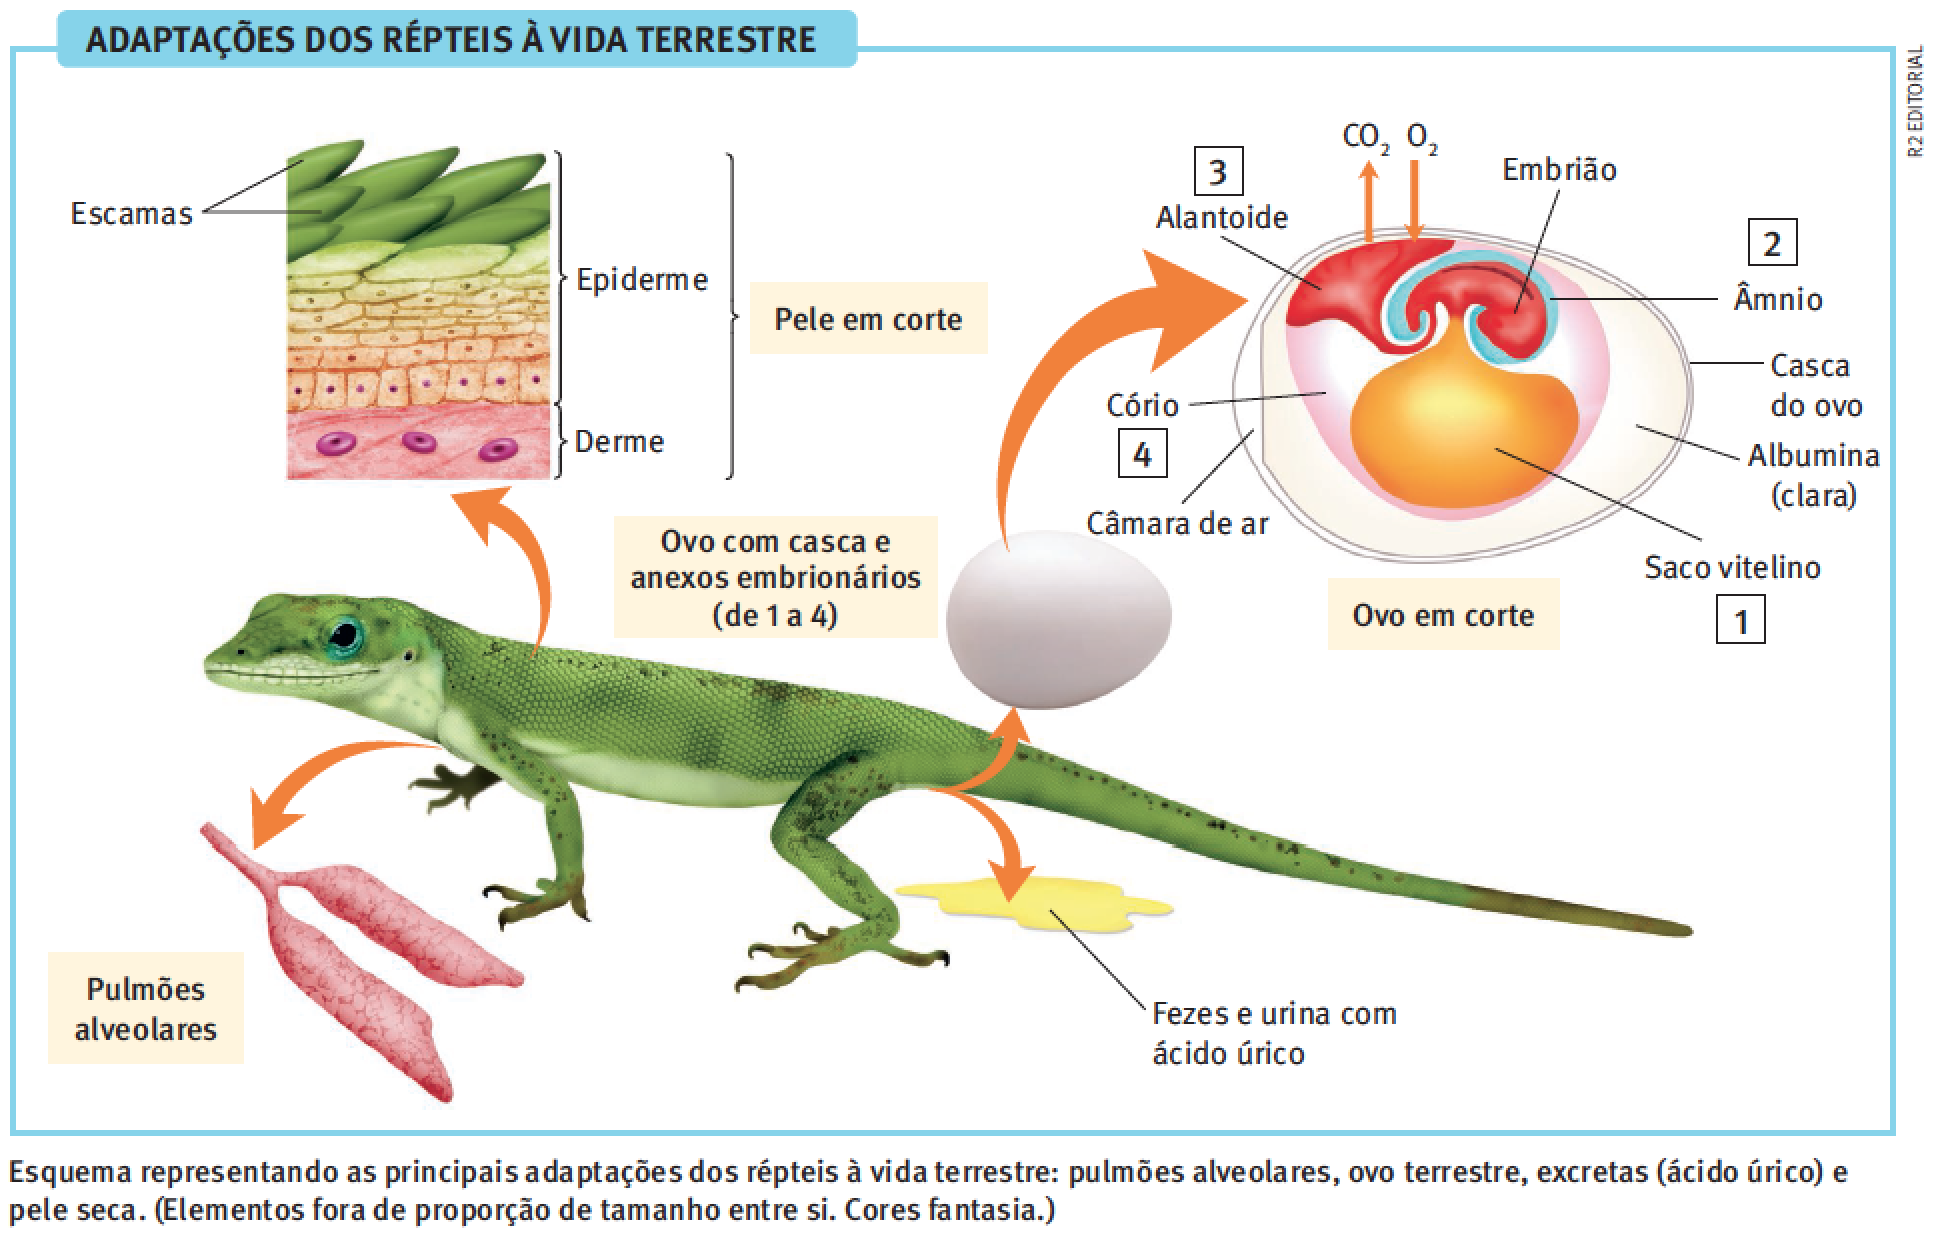 ADAPTAÇÕES DOS RÉPTEIS À VIDA TERRESTRE
R2 EDITORIAL
Escamas
Epiderme
Derme
Pele em corte
CO2 O2
3
Alantoide
Embrião
2
Âmnio
Casca
do ovo
Albumina
(clara)
Cório
4
Câmara de ar
Saco vitelino
1
Ovo em corte
Ovo com casca e
anexos embrionários
(de 1 a 4)
Pulmões
alveolares
Fezes e urina com
ácido úrico
Esquema representando as principais adaptações dos répteis à vida terrestre: pulmões alveolares, ovo terrestre, excretas (ácido úrico) e
pele seca. (Elementos fora de proporção de tamanho entre si. Cores fantasia.)